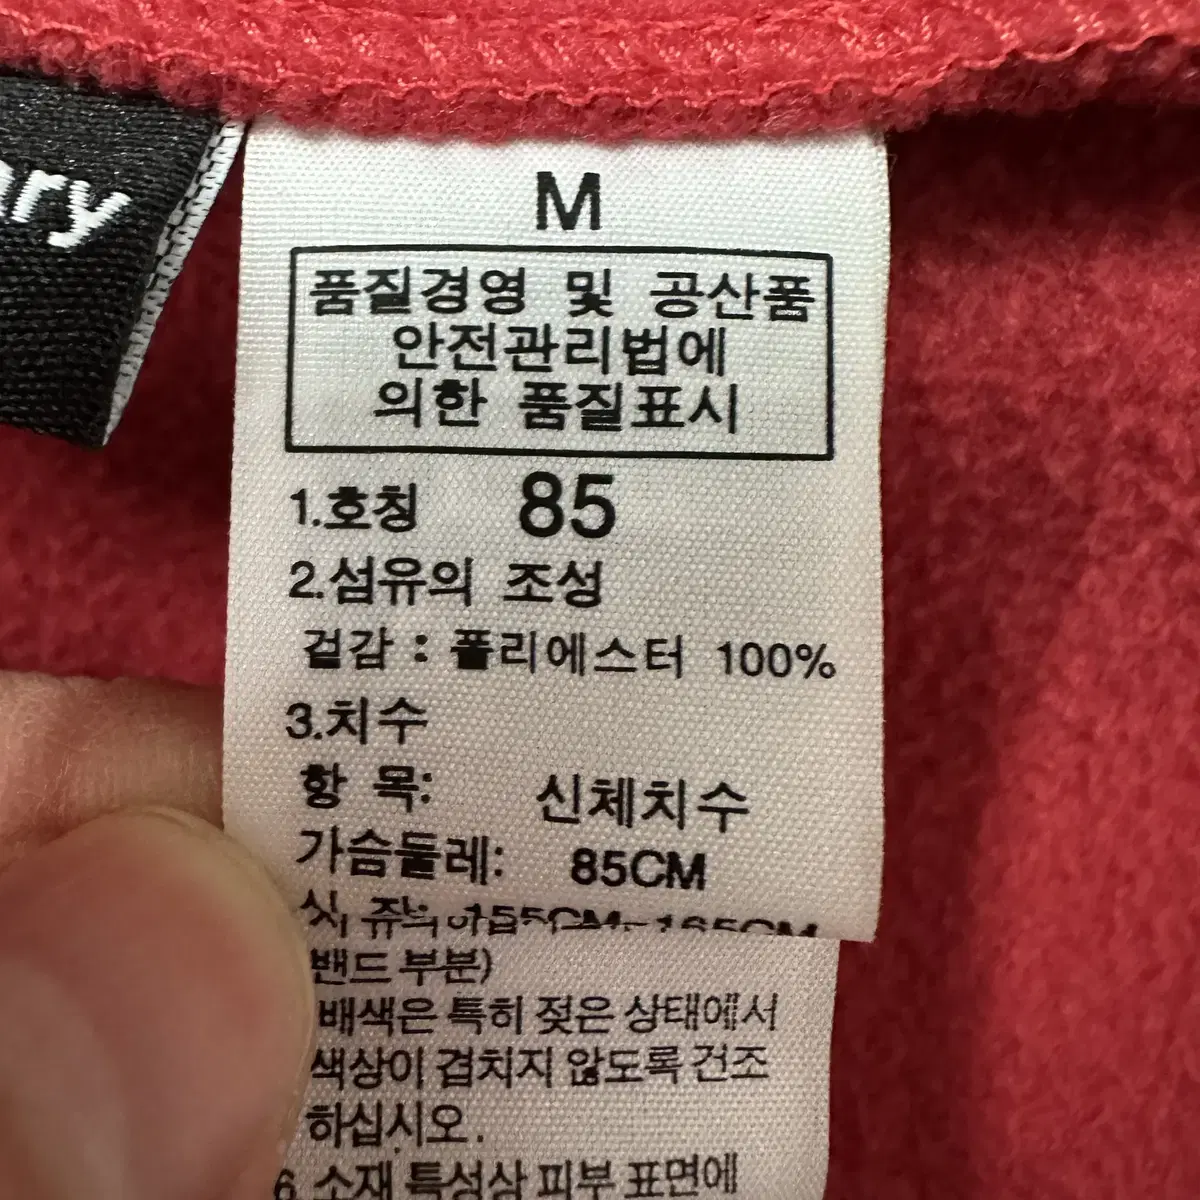 ary
M
품질경영 및 공산품
안전관리법에
의한 품질표시
1.호칭 85
2.섬유의 조성
겉감 : 폴리에스터 100%
3.치수
항 목: 신체치수
가슴둘레: 85CM
155CM-165CM
밴드 부분)
배색은 특히 젖은 상태에서
색상이 겹치지 않도록 건조
하십시오.
6. 소재 특성상 피부 표면에